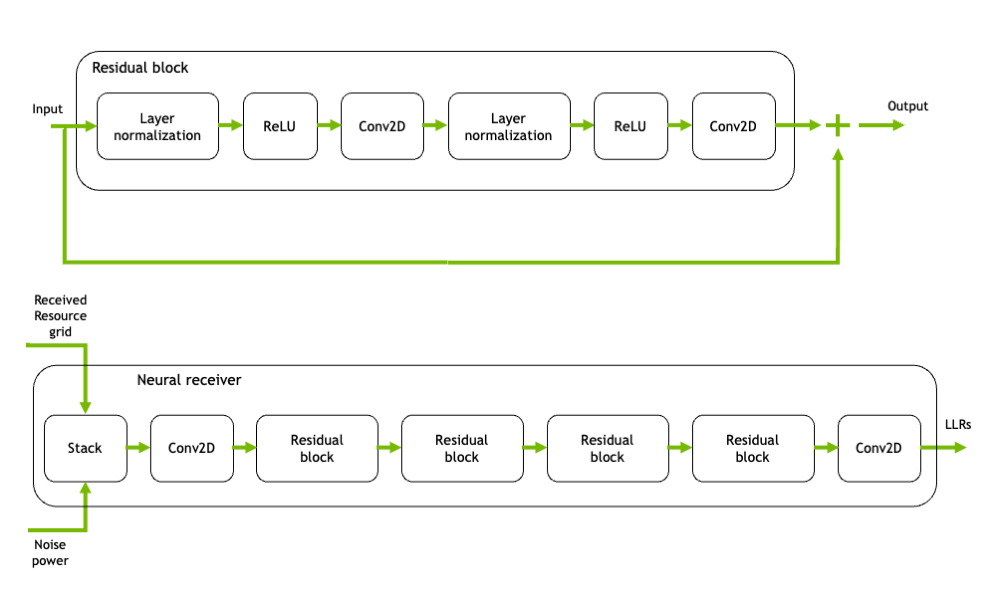 Residual block
Input
Layer
normalization
ReLU
Conv2D
Layer
normalization
ReLU
Conv2D
Output
Received
Resource
grid
Neural receiver
Stack
Conv2D
Residual
block
Residual
block
Residual
block
Residual
block
Conv2D
LLRs
Noise
power